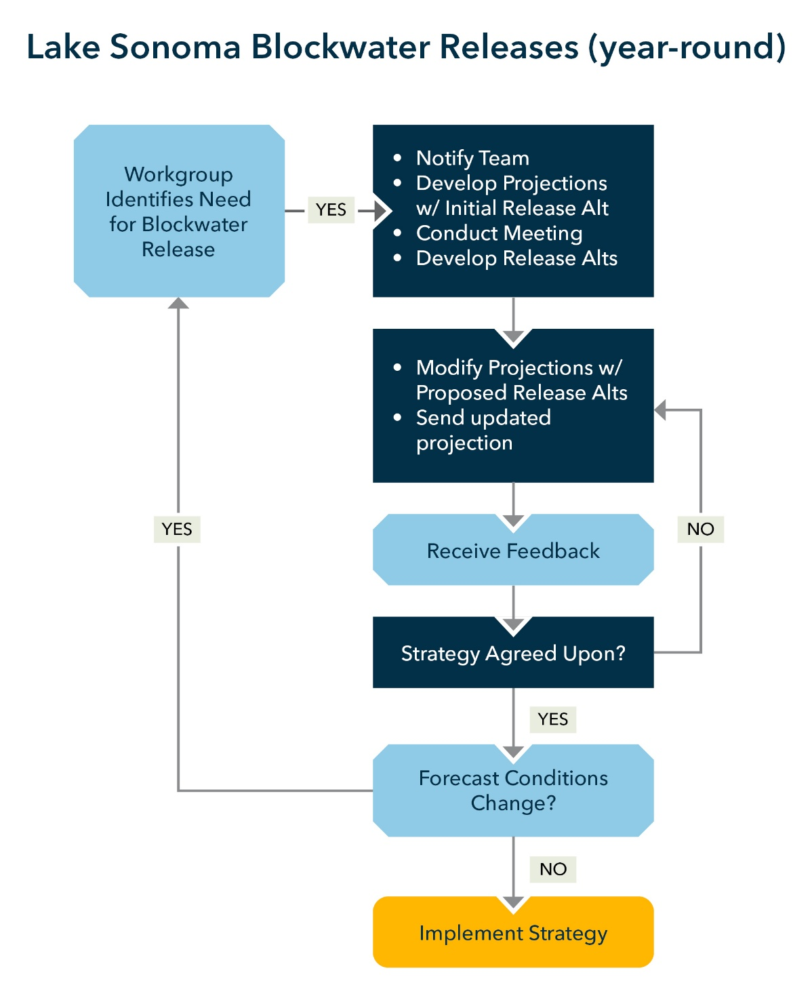 Lake Sonoma Blockwater Releases (year-round)
Workgroup
Identifies Need
for Blockwater
Release
YES
• Notify Team
• Develop Projections
w/ Initial Release Alt
• Conduct Meeting
• Develop Release Alts
• Modify Projections w/
Proposed Release Alts
• Send updated
projection
YES
NO
Receive Feedback
Strategy Agreed Upon?
YES
Forecast Conditions
Change?
NO
Implement Strategy